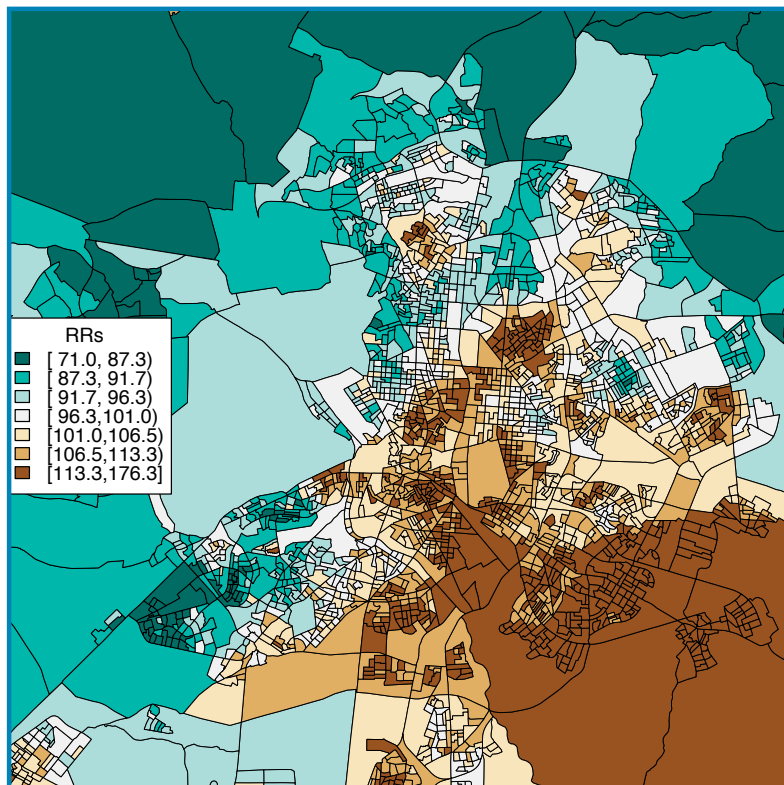 RRs
[ 71.0, 87.3)
[ 87.3, 91.7)
[ 91.7, 96.3)
[ 96.3,101.0)
[101.0,106.5)
[106.5,113.3)
[113.3,176.3]